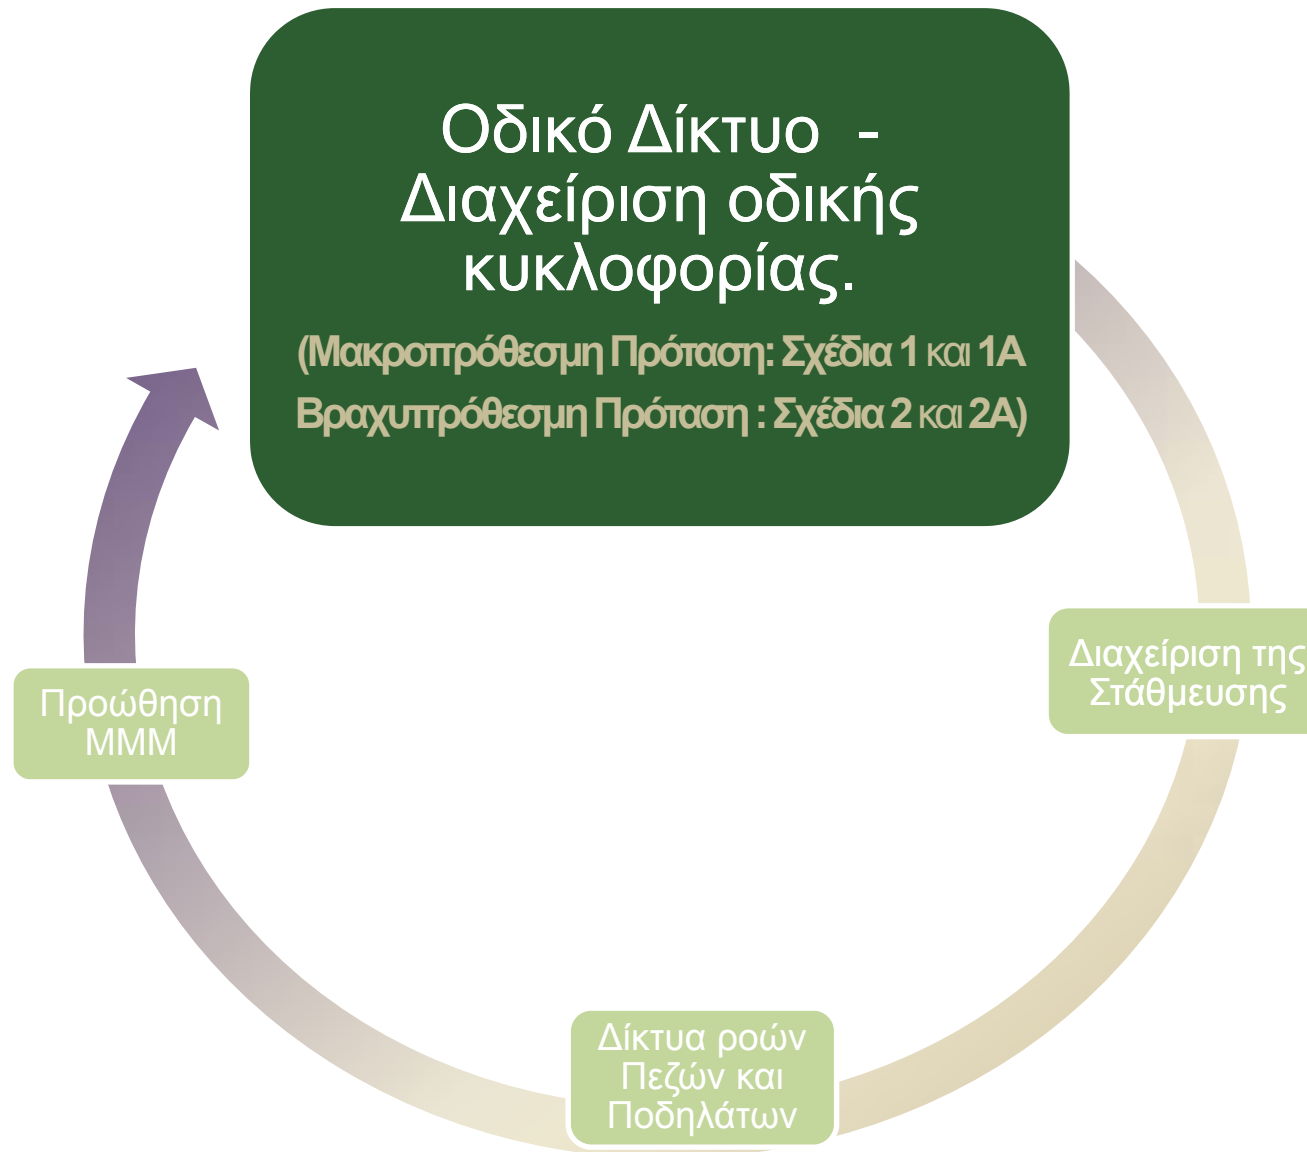 Οδικό Δίκτυο -
Διαχείριση οδικής
κυκλοφορίας.
(Μακροπρόθεσμη Πρόταση: Σχέδια 1 και 1Α
Βραχυπρόθεσμη Πρόταση : Σχέδια 2 και 2Α)
Διαχείριση της
Στάθμευσης
Προώθηση
ΜΜΜ
Δίκτυα ροών
Πεζών και
Ποδηλάτων